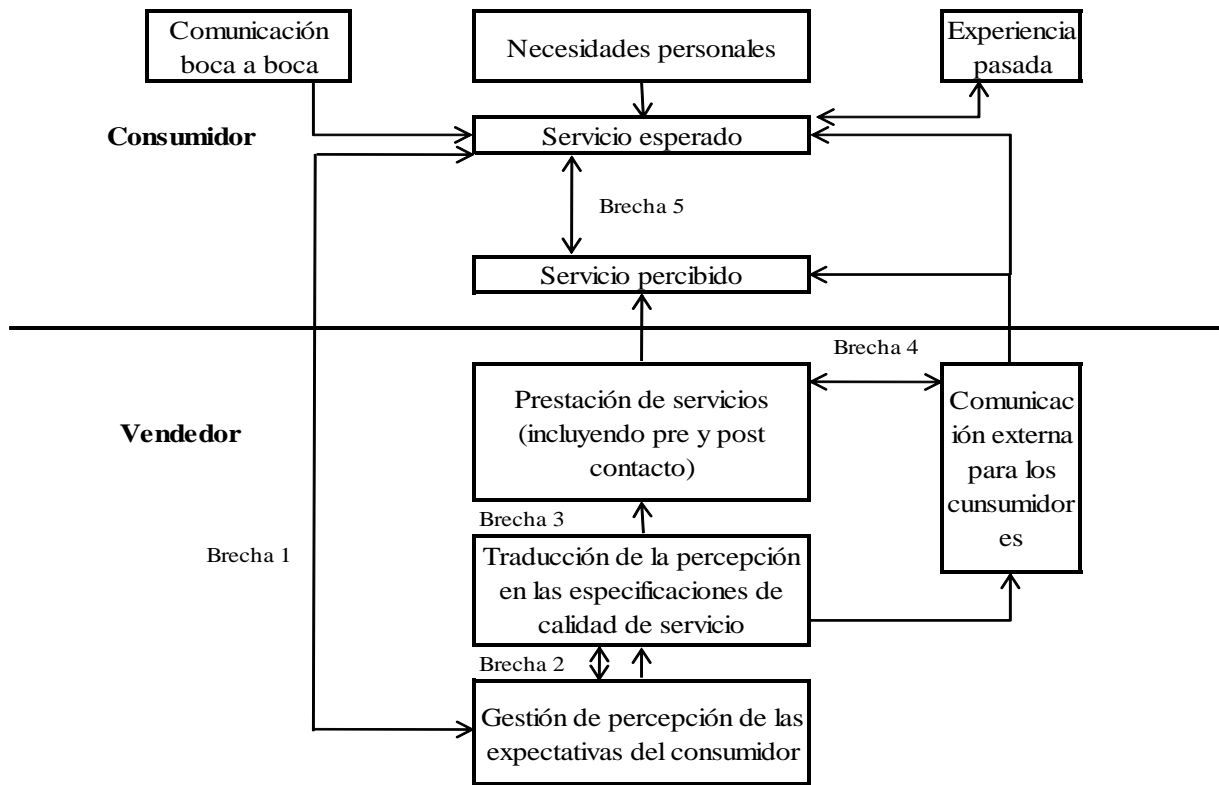 Comunicación
boca a boca
Necesidades personales
Experiencia
pasada
Consumidor
Servicio esperado
Brecha 5
Servicio percibido
Brecha 4
Vendedor
Prestación de servicios
(incluyendo pre y post
contacto)
Comunicac
ión externa
para los
cunsumidor
es
Brecha 3
Brecha 1
Traducción de la percepción
en las especificaciones de
calidad de servicio
Brecha 2
Gestión de percepción de las
expectativas del consumidor